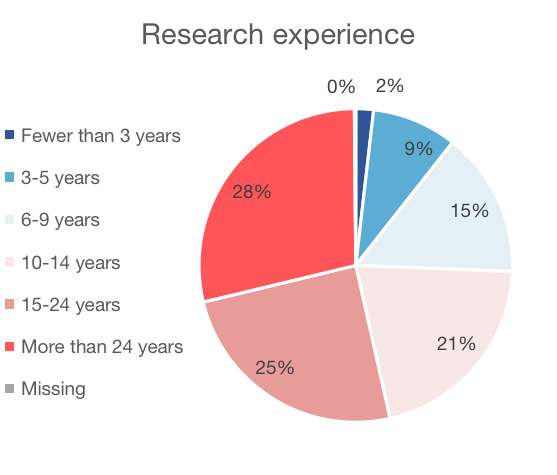 Research experience
0%
2%
Fewer than 3 years
9%
3-5 years
28%
15%
6-9 years
10-14 years
15-24 years
21%
More than 24 years
25%
Missing